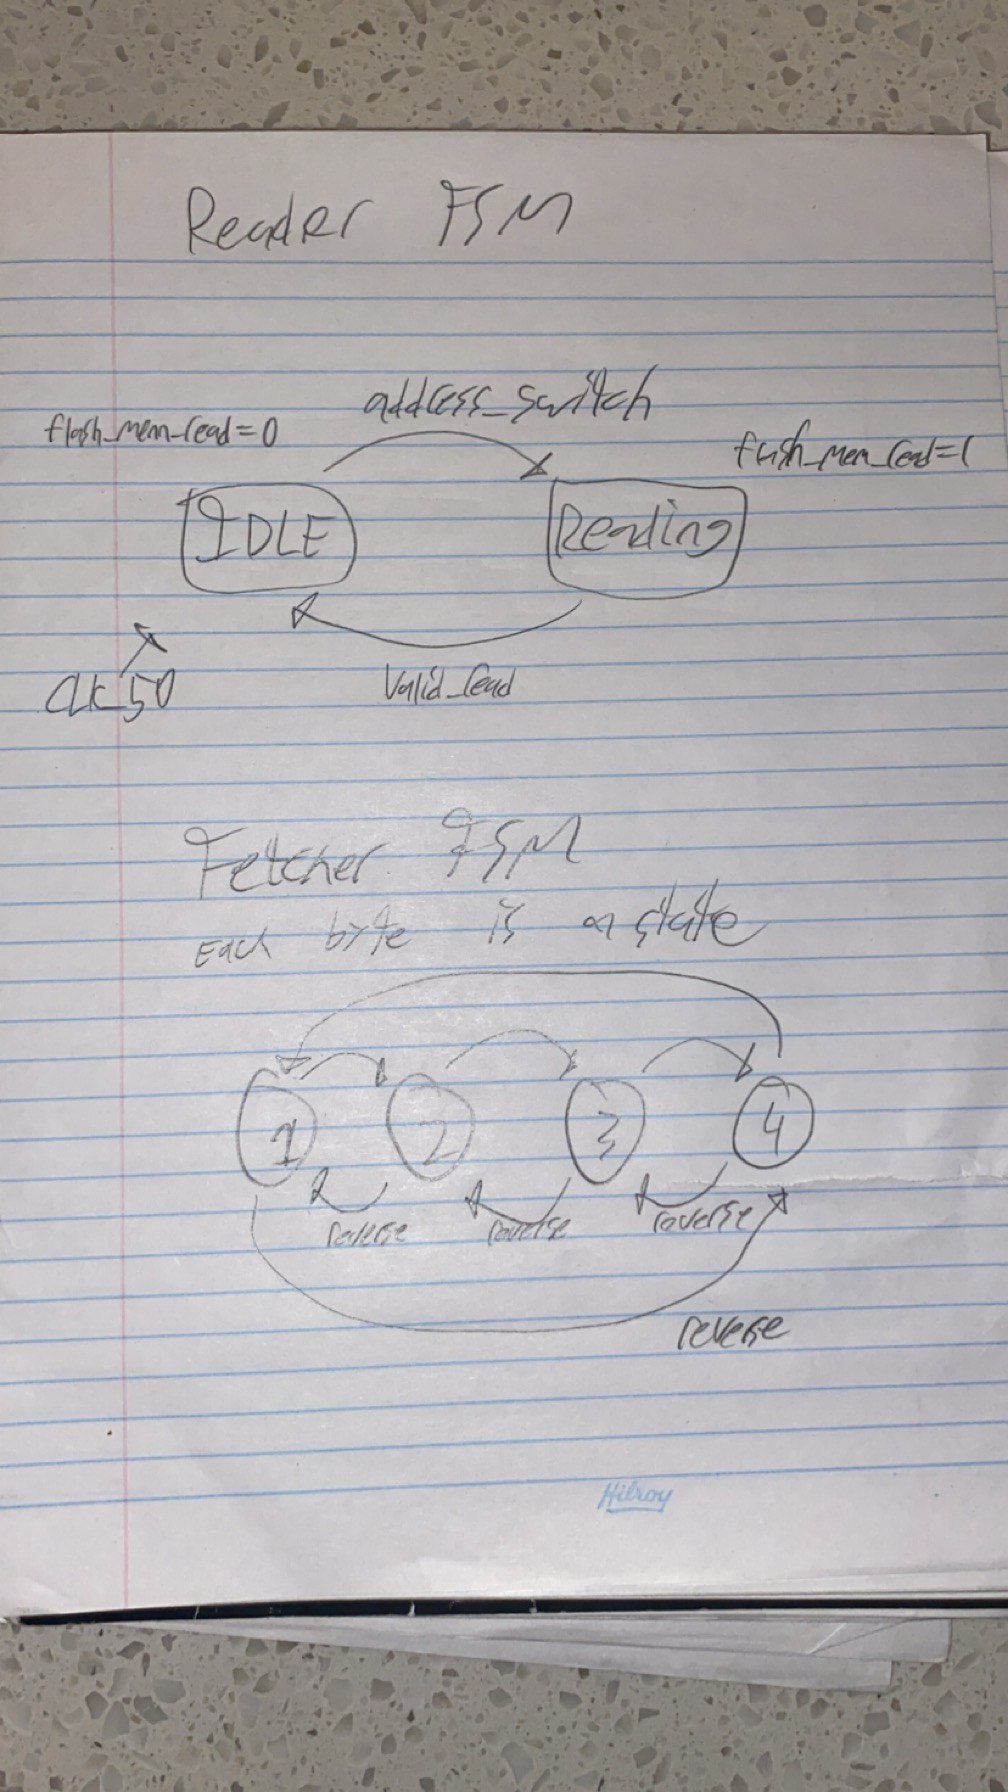 Reader FSM
address_switch
flash_mem_read=0
flash_mem_read=1
IDLE
Reading
CLK_50
Valid_read
Fetcher FSM
Each byte is a state
1 2 3 4
reverse reverse reverse
reverse
Hilroy